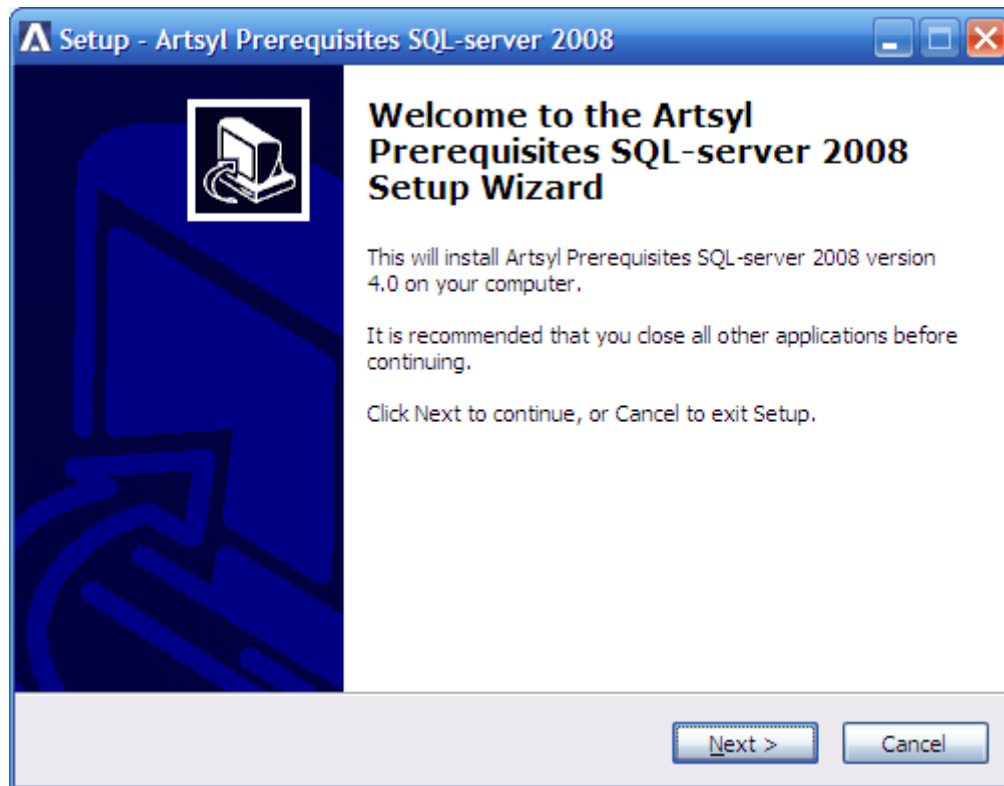 Setup - Artsyl Prerequisites SQL-server 2008
Welcome to the Artsyl
Prerequisites SQL-server 2008
Setup Wizard
This will install Artsyl Prerequisites SQL-server 2008 version
4.0 on your computer.
It is recommended that you close all other applications before
continuing.
Click Next to continue, or Cancel to exit Setup.
Next >
Cancel